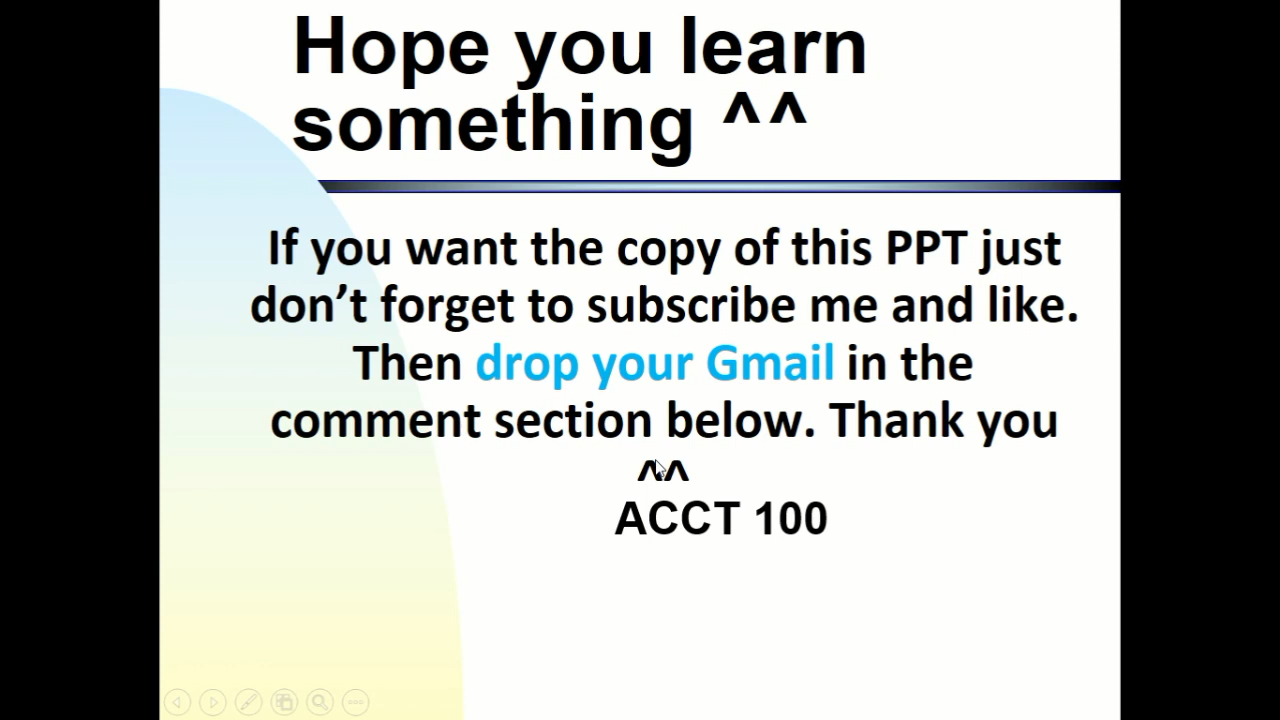 Hope you learn
something ^^
If you want the copy of this PPT just
don’t forget to subscribe me and like.
Then drop your Gmail in the
comment section below. Thank you
^^
ACCT 100